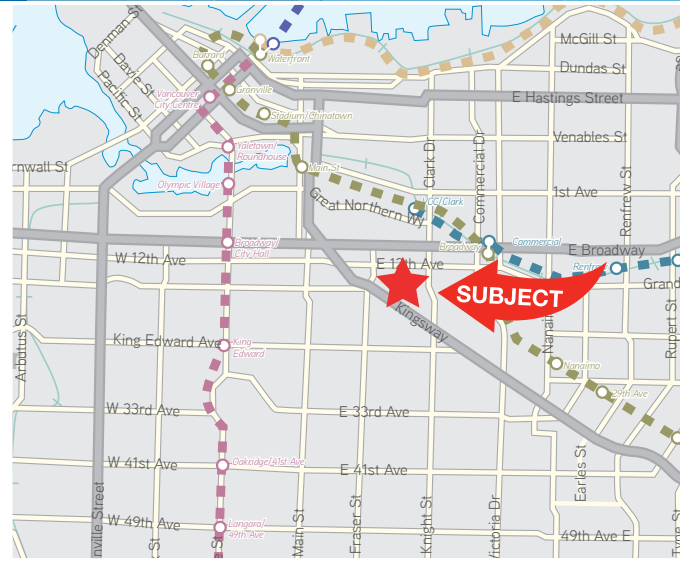 Denman St
McGill St
Burrard
Waterfront
Davie St
Dundas St
Pacific St
Granville
Vancouver
City Centre
E Hastings Street
Stadium/Chinatown
Venables St
Clark Dr
Commercial Dr
Yaletown/
Roundhouse
rnwall St
Main St
Renfrew St
Olympic Village
Great Northern Wy
1st Ave
VCC/Clark
Broadway/
City Hall
Broadway
Commercial
E Broadway
W 12th Ave
E 12th Ave
Renfrew
Grand
SUBJECT
Arbutus St
Kingsway
Nanaimo
Rupert St
King Edward Ave
King
Edward
Nanaimo
29th Ave
W 33rd Ave
E 33rd Ave
W 41st Ave
Oakridge/41st Ave
E 41st Ave
Earles St
nville Street
W 49th Ave
Langara/
49th Ave
Main St
Fraser St
Knight St
ictoria Dr
49th Ave E
St
e St